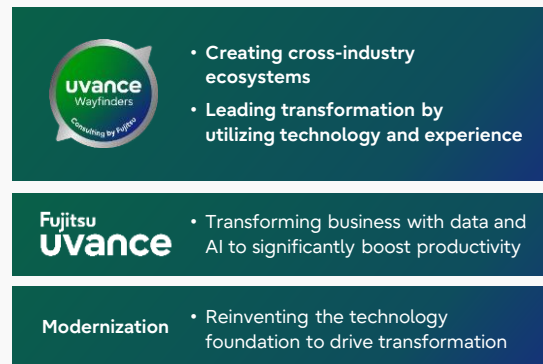 uvance
Wayfinders
Consulting by Fujitsu
• Creating cross-industry
ecosystems
• Leading transformation by
utilizing technology and experience
Fujitsu
uvance
• Transforming business with data and
AI to significantly boost productivity
Modernization
• Reinventing the technology
foundation to drive transformation